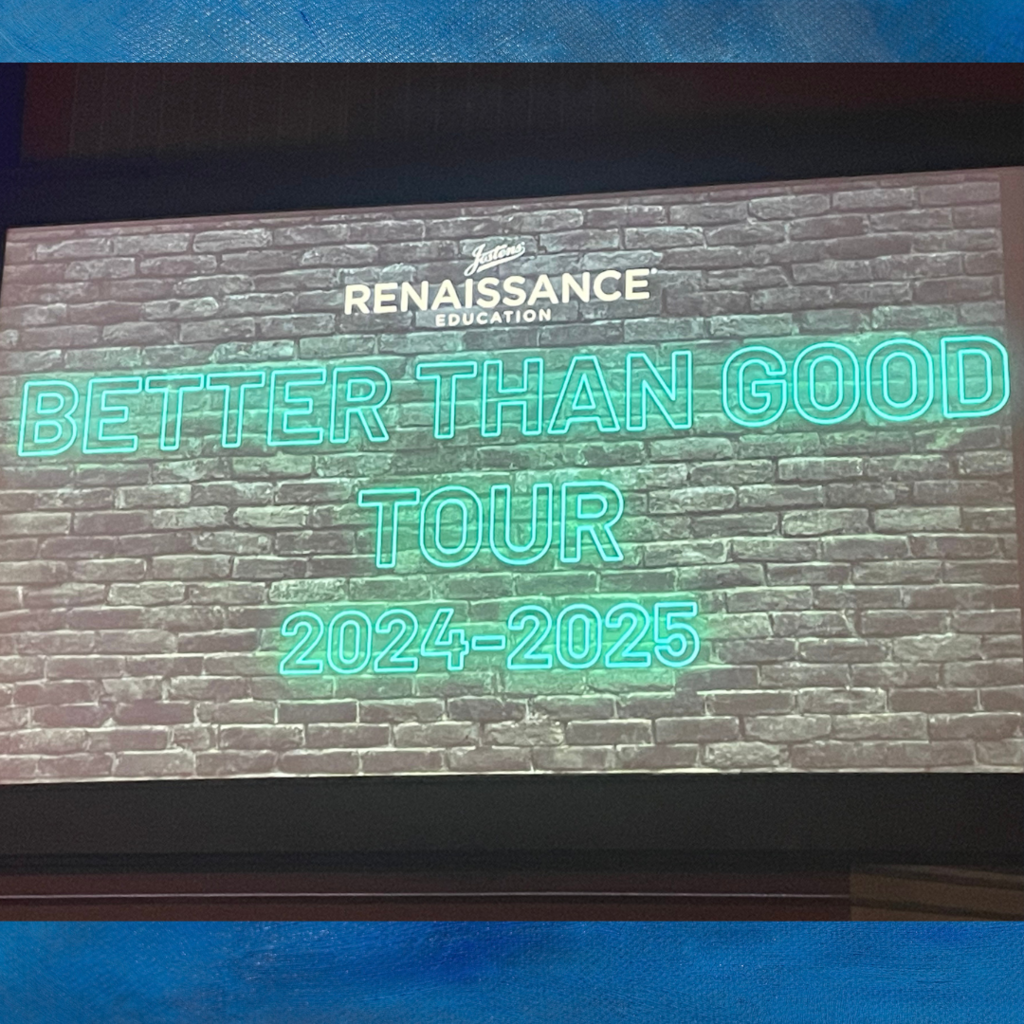 Jostens
RENAISSANCE®
EDUCATION
BETTER THAN GOOD
TOUR
2024-2025